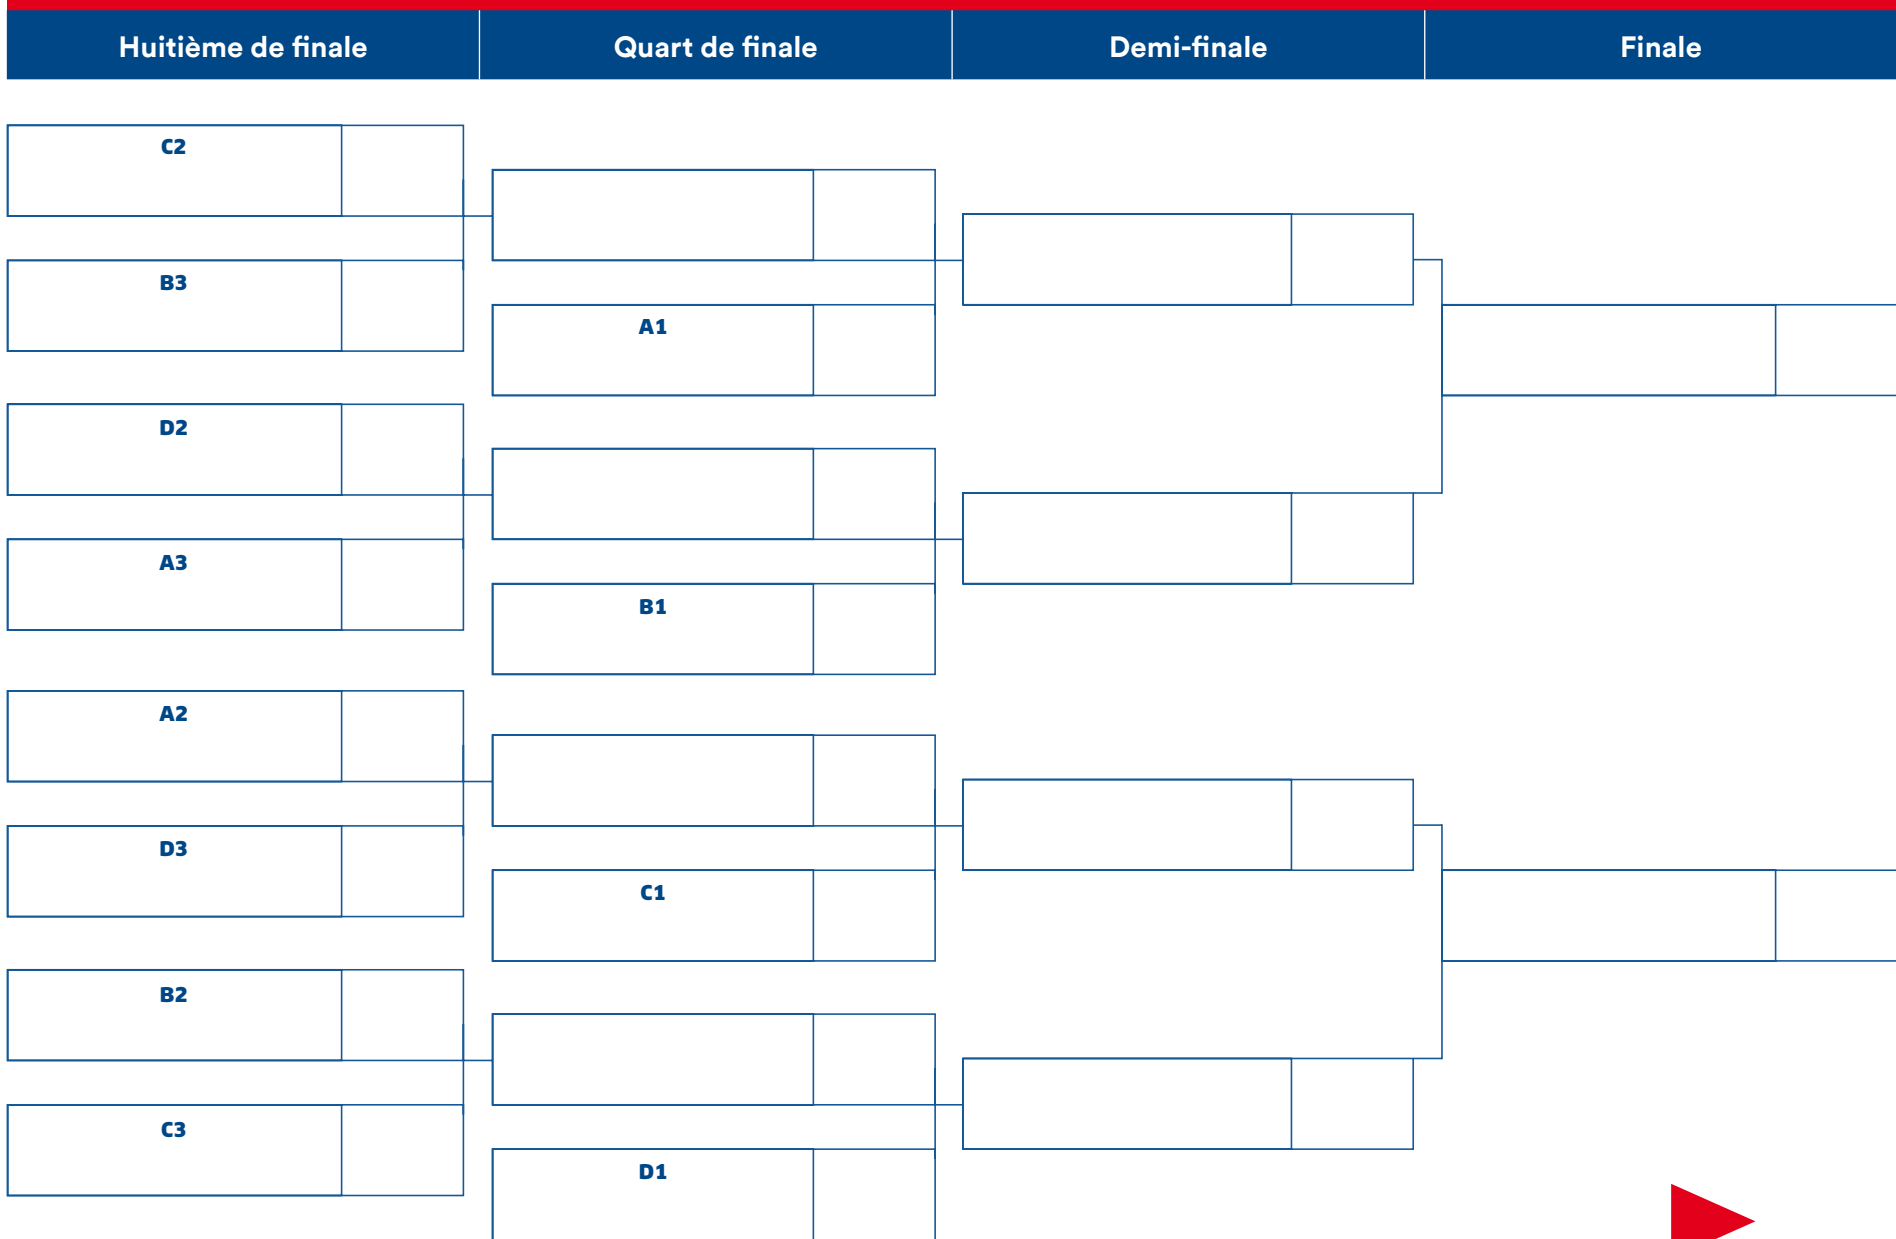 Huitième de finale
Quart de finale
Demi-finale
Finale
C2
B3
A1
D2
A3
B1
A2
D3
C1
B2
C3
D1